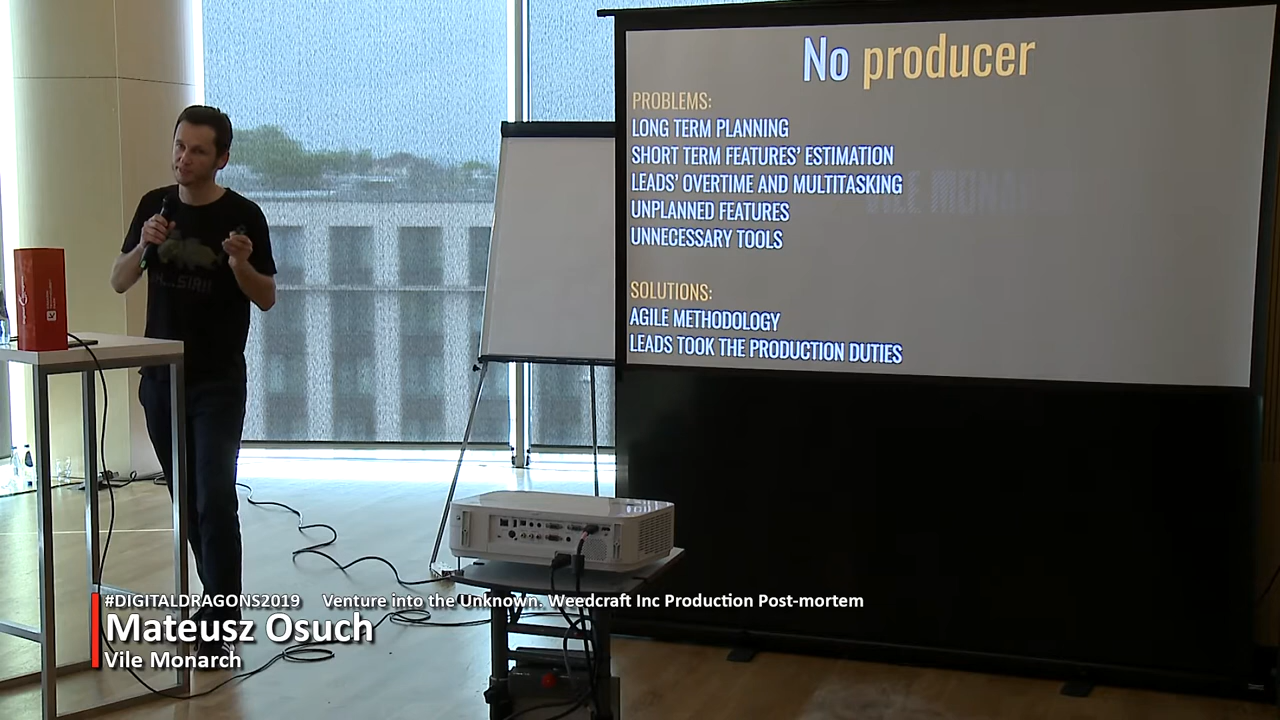 No producer
PROBLEMS:
LONG TERM PLANNING
SHORT TERM FEATURES' ESTIMATION
LEADS' OVERTIME AND MULTITASKING
UNPLANNED FEATURES
UNNECESSARY TOOLS
SOLUTIONS:
AGILE METHODOLOGY
LEADS TOOK THE PRODUCTION DUTIES
#DIGITALDRAGONS2019 Venture into the Unknown. Weedcraft Inc Production Post-mortem
Mateusz Osuch
Vile Monarch